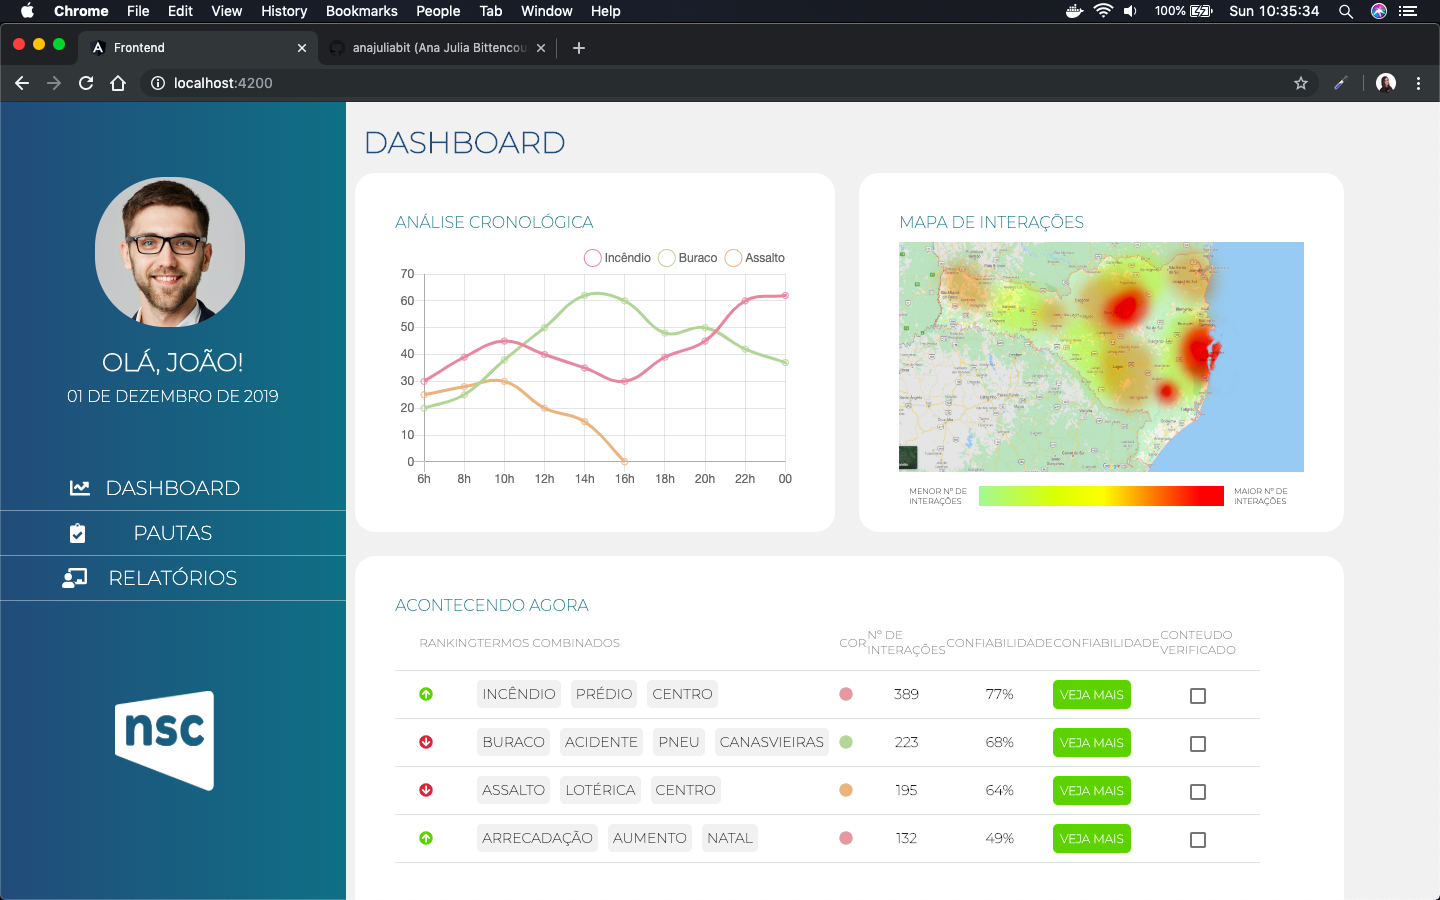 Chrome File Edit View History Bookmarks People Tab Window Help 100% Sun 10:35:34
Frontend
anajuliabit (Ana Julia Bittencou
localhost:4200
OLÁ, JOÃO!
01 DE DEZEMBRO DE 2019
DASHBOARD
PAUTAS
RELATÓRIOS
nsc
DASHBOARD
ANÁLISE CRONOLÓGICA
Incêndio Buraco Assalto
70
60
50
40
30
20
10
0
6h 8h 10h 12h 14h 16h 18h 20h 22h 00
MAPA DE INTERAÇÕES
MENOR Nº DE
INTERAÇÕES
MAIOR Nº DE
INTERAÇÕES
ACONTECENDO AGORA
RANKING TERMOS COMBINADOS COR Nº DE INTERAÇÕES CONFIABILIDADE CONFIABILIDADE CONTEUDO VERIFICADO
INCÊNDIO PRÉDIO CENTRO 389 77% VEJA MAIS
BURACO ACIDENTE PNEU CANASVIEIRAS 223 68% VEJA MAIS
ASSALTO LOTÉRICA CENTRO 195 64% VEJA MAIS
ARRECADAÇÃO AUMENTO NATAL 132 49% VEJA MAIS